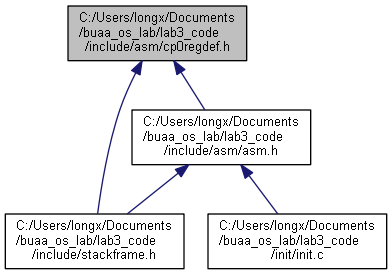 C:/Users/longx/Documents
/buaa_os_lab/lab3_code
/include/asm/cp0regdef.h
C:/Users/longx/Documents
/buaa_os_lab/lab3_code
/include/asm/asm.h
C:/Users/longx/Documents
/buaa_os_lab/lab3_code
/include/stackframe.h
C:/Users/longx/Documents
/buaa_os_lab/lab3_code
/init/init.c